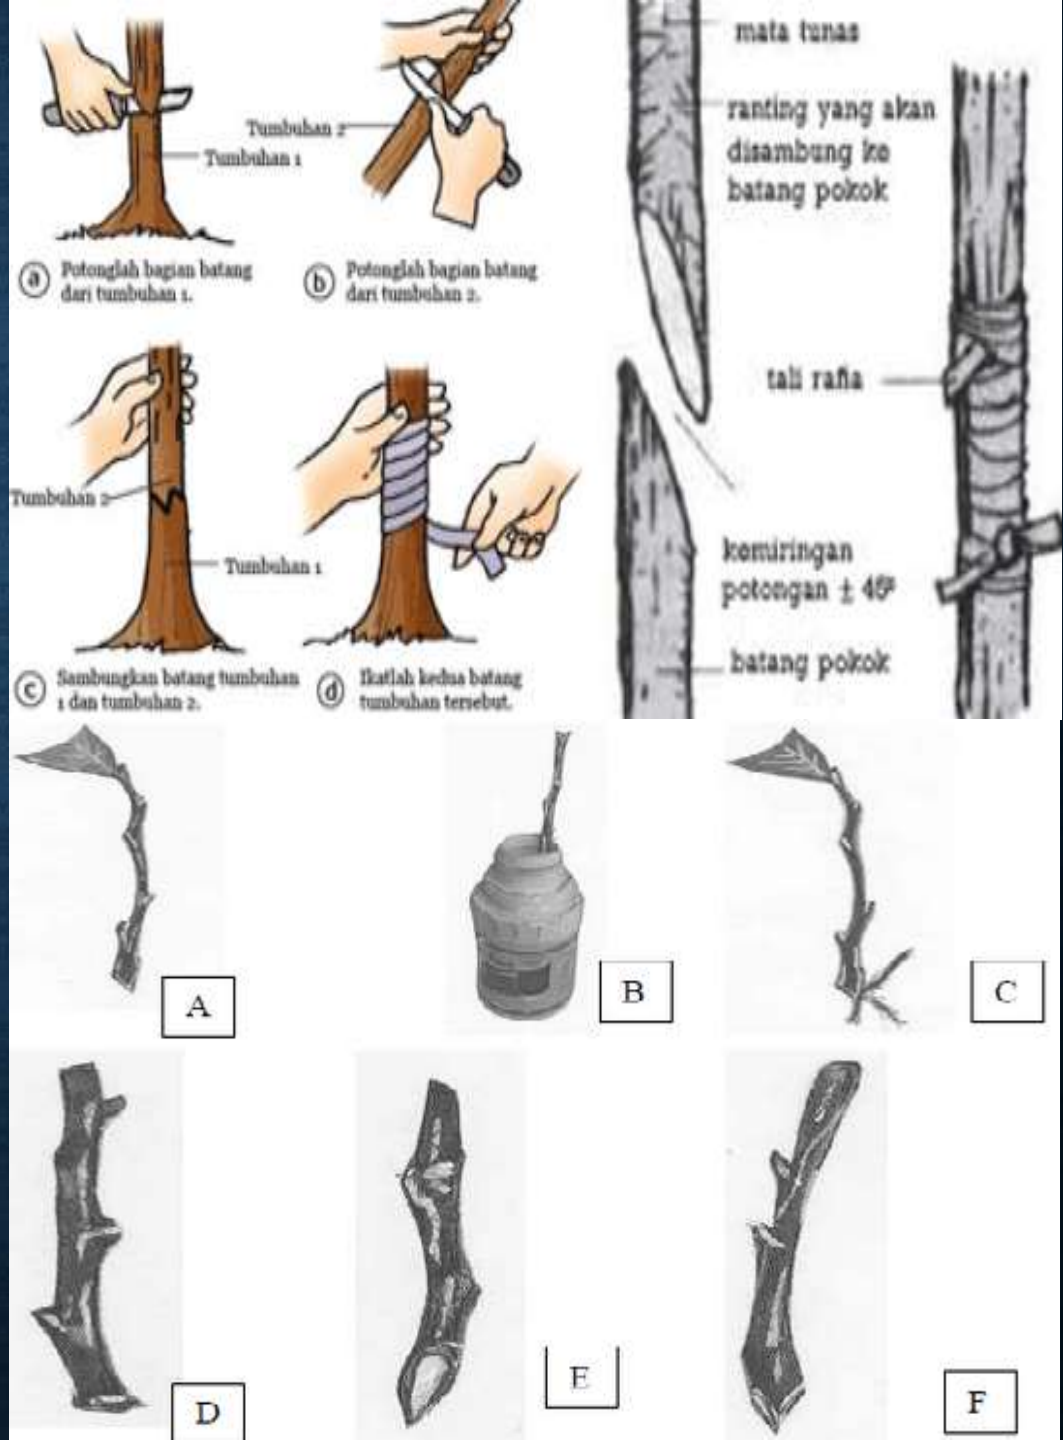 Tumbuhan 2
Tumbuhan 1
a
Potonglah bagian batang
dari tumbuhan 1.
b
Potonglah bagian batang
dari tumbuhan 2.
Tumbuhan 2
Tumbuhan 1
c
Sambungkan batang tumbuhan
1 dan tumbuhan 2.
d
Ikatlah kedua batang
tumbuhan tersebut.
mata tunas
ranting yang akan
disambung ke
batang pokok
tali rafia
kemiringan
potongan ± 45º
batang pokok
A
B
C
D
E
F